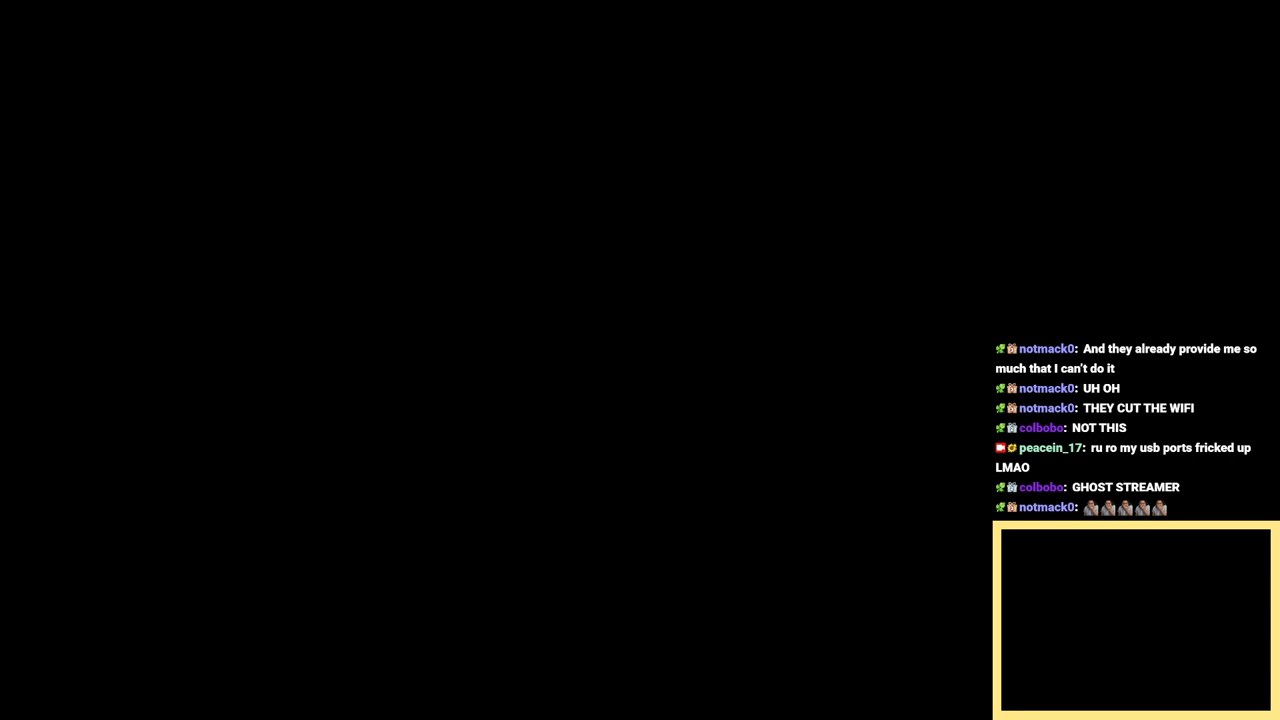 notmack0: And they already provide me so
much that I can't do it
notmack0: UH OH
notmack0: THEY CUT THE WIFI
colbobo: NOT THIS
peacein_17: ru ro my usb ports fricked up
LMAO
colbobo: GHOST STREAMER
notmack0: